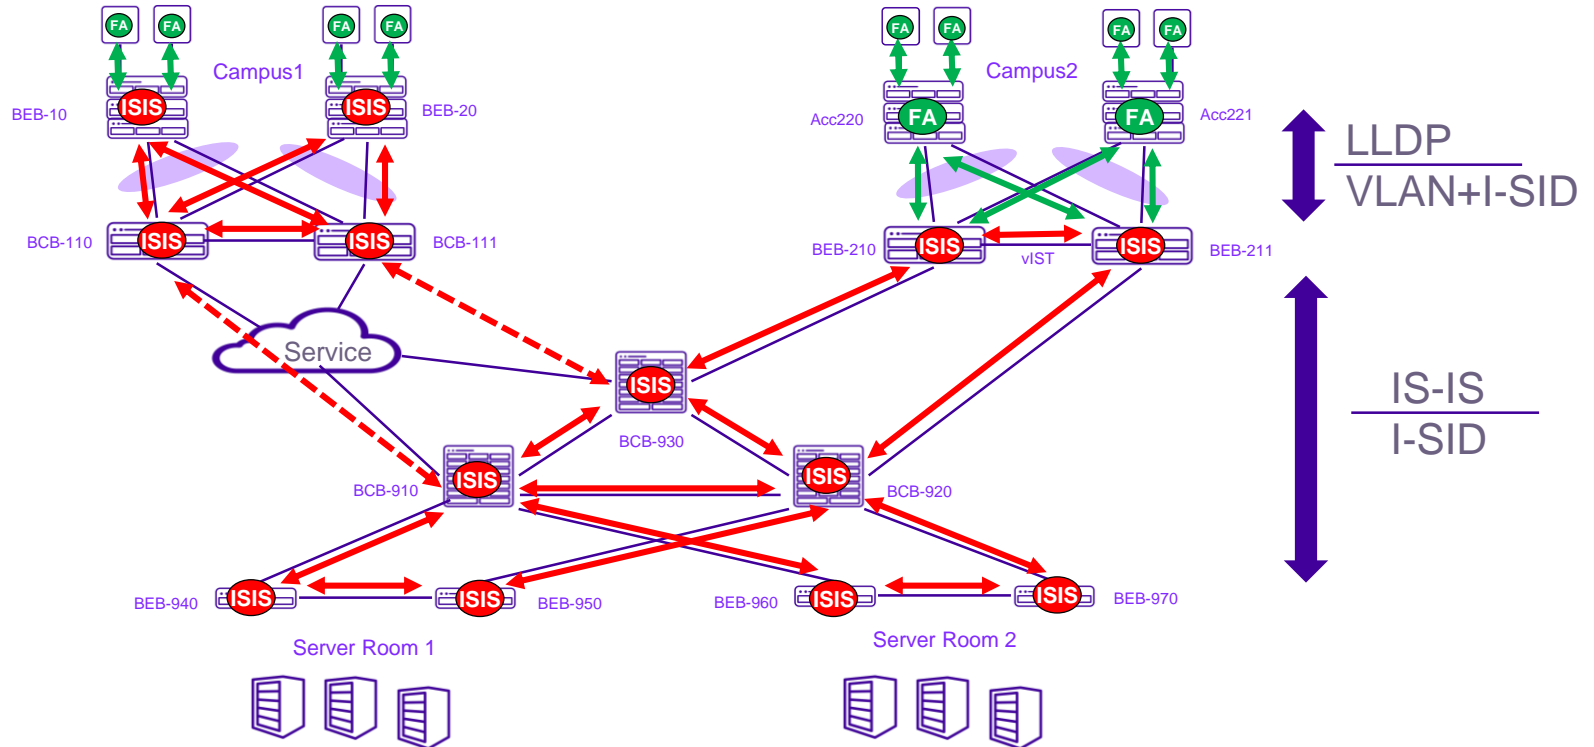 FA
FA
FA
FA
FA
FA
FA
FA
Campus1
Campus2
BEB-10
ISIS
ISIS
BEB-20
Acc220
FA
FA
Acc221
LLDP
VLAN+I-SID
BCB-110
ISIS
ISIS
BCB-111
BEB-210
ISIS
vIST
ISIS
BEB-211
Service
ISIS
BCB-930
IS-IS
I-SID
BCB-910
ISIS
ISIS
BCB-920
BEB-940
ISIS
ISIS
BEB-950
BEB-960
ISIS
ISIS
BEB-970
Server Room 1
Server Room 2